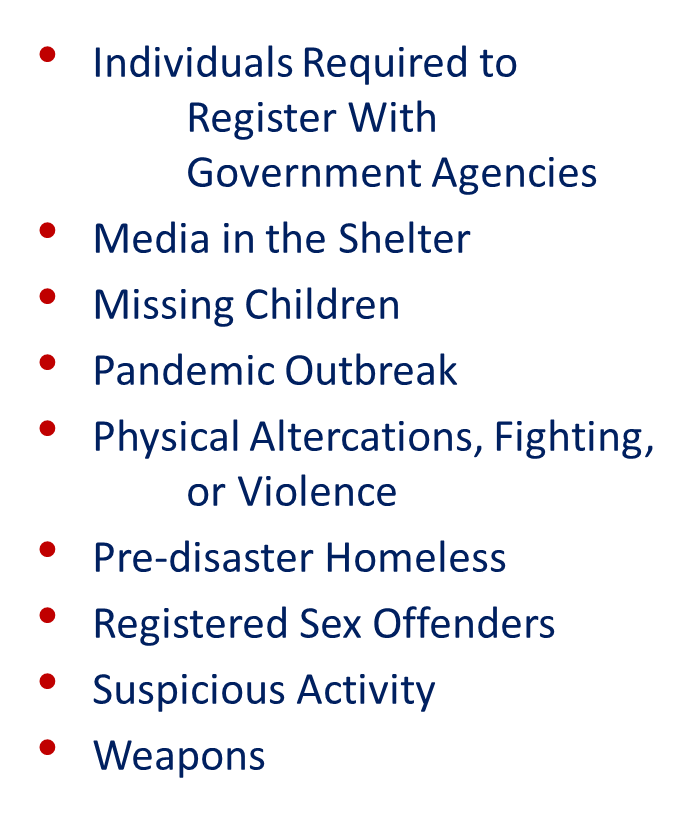 • Individuals Required to
Register With
Government Agencies
• Media in the Shelter
• Missing Children
• Pandemic Outbreak
• Physical Altercations, Fighting,
or Violence
• Pre-disaster Homeless
• Registered Sex Offenders
• Suspicious Activity
• Weapons